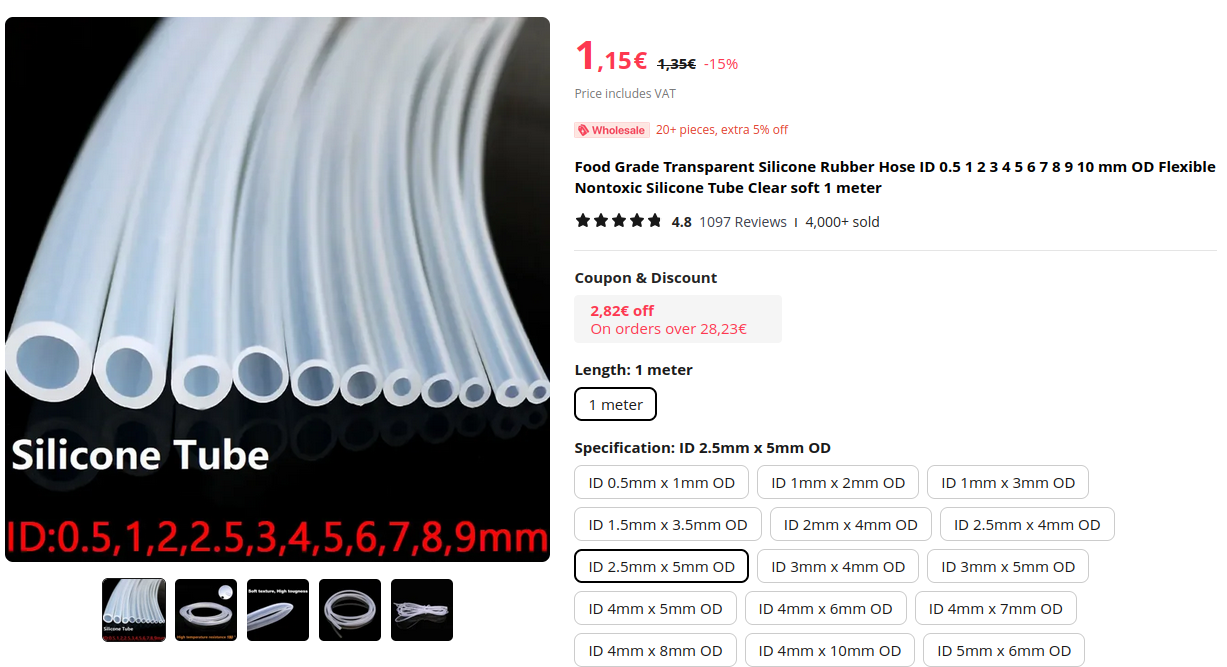 Silicone Tube
ID:0.5,1,2,2.5,3,4,5,6,7,8,9mm
Soft texture, High toughness
Silicone Tube
1,15€ 1,35€ -15%
Price includes VAT
Wholesale 20+ pieces, extra 5% off
Food Grade Transparent Silicone Rubber Hose ID 0.5 1 2 3 4 5 6 7 8 9 10 mm OD Flexible
Nontoxic Silicone Tube Clear soft 1 meter
4.8 1097 Reviews I 4,000+ sold
Coupon & Discount
2,82€ off
On orders over 28,23€
Length: 1 meter
1 meter
Specification: ID 2.5mm x 5mm OD
ID 0.5mm x 1mm OD ID 1mm x 2mm OD ID 1mm x 3mm OD
ID 1.5mm x 3.5mm OD ID 2mm x 4mm OD ID 2.5mm x 4mm OD
ID 2.5mm x 5mm OD ID 3mm x 4mm OD ID 3mm x 5mm OD
ID 4mm x 5mm OD ID 4mm x 6mm OD ID 4mm x 7mm OD
ID 4mm x 8mm OD ID 4mm x 10mm OD ID 5mm x 6mm OD